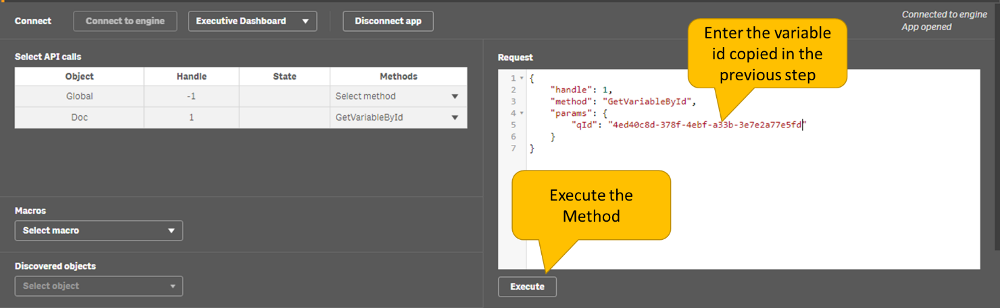 Connect
Connect to engine
Executive Dashboard
Disconnect app
Connected to engine
App opened
Select API calls
Object Handle State Methods
Global -1 Select method
Doc 1 GetVariableById
Macros
Select macro
Discovered objects
Select object
Request
1 {
2 "handle": 1,
3 "method": "GetVariableById",
4 "params": {
5 "qId": "4ed40c8d-378f-4ebf-a33b-3e7e2a77e5fd"
6 }
7 }
Enter the variable
id copied in the
previous step
Execute the
Method
Execute